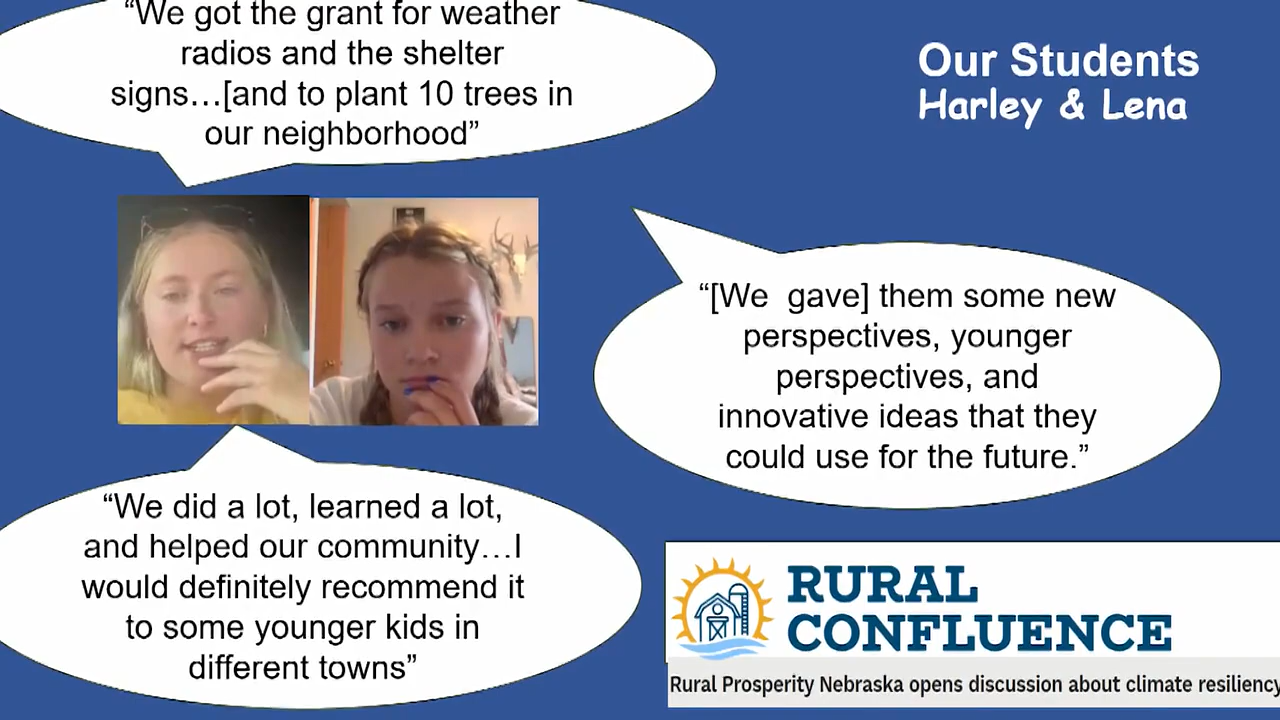 “We got the grant for weather
radios and the shelter
signs…[and to plant 10 trees in
our neighborhood”
Our Students
Harley & Lena
“[We gave] them some new
perspectives, younger
perspectives, and
innovative ideas that they
could use for the future.”
“We did a lot, learned a lot,
and helped our community…I
would definitely recommend it
to some younger kids in
different towns”
RURAL
CONFLUENCE
Rural Prosperity Nebraska opens discussion about climate resiliency